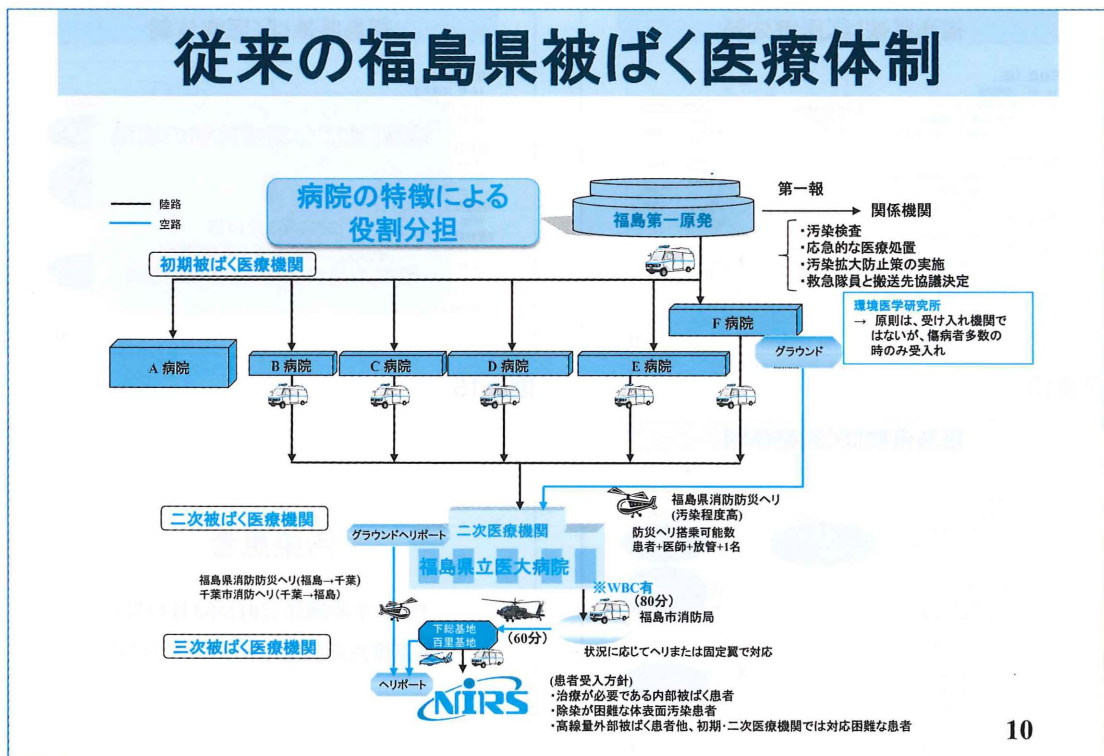 従来の福島県被ばく医療体制
病院の特徴による
役割分担
陸路
空路
福島第一原発
第一報
関係機関
・汚染検査
・応急的な医療処置
・汚染拡大防止策の実施
・救急隊員と搬送先協議決定
初期被ばく医療機関
環境医学研究所
→ 原則は、受け入れ機関で
はないが、傷病者多数の
時のみ受入れ
F 病院
グラウンド
A 病院
B 病院
C 病院
D 病院
E 病院
福島県消防防災ヘリ
(汚染程度高)
防災ヘリ搭乗可能数
患者+医師+放管+1名
二次被ばく医療機関
グラウンドヘリポート
二次医療機関
福島県立医大病院
福島県消防防災ヘリ(福島→千葉)
千葉市消防ヘリ(千葉→福島)
※WBC有
(80分)
福島市消防局
(60分)
下総基地
百里基地
状況に応じてヘリまたは固定翼で対応
三次被ばく医療機関
ヘリポート
NIRS
(患者受入方針)
・治療が必要である内部被ばく患者
・除染が困難な体表面汚染患者
・高線量外部被ばく患者他、初期・二次医療機関では対応困難な患者
10